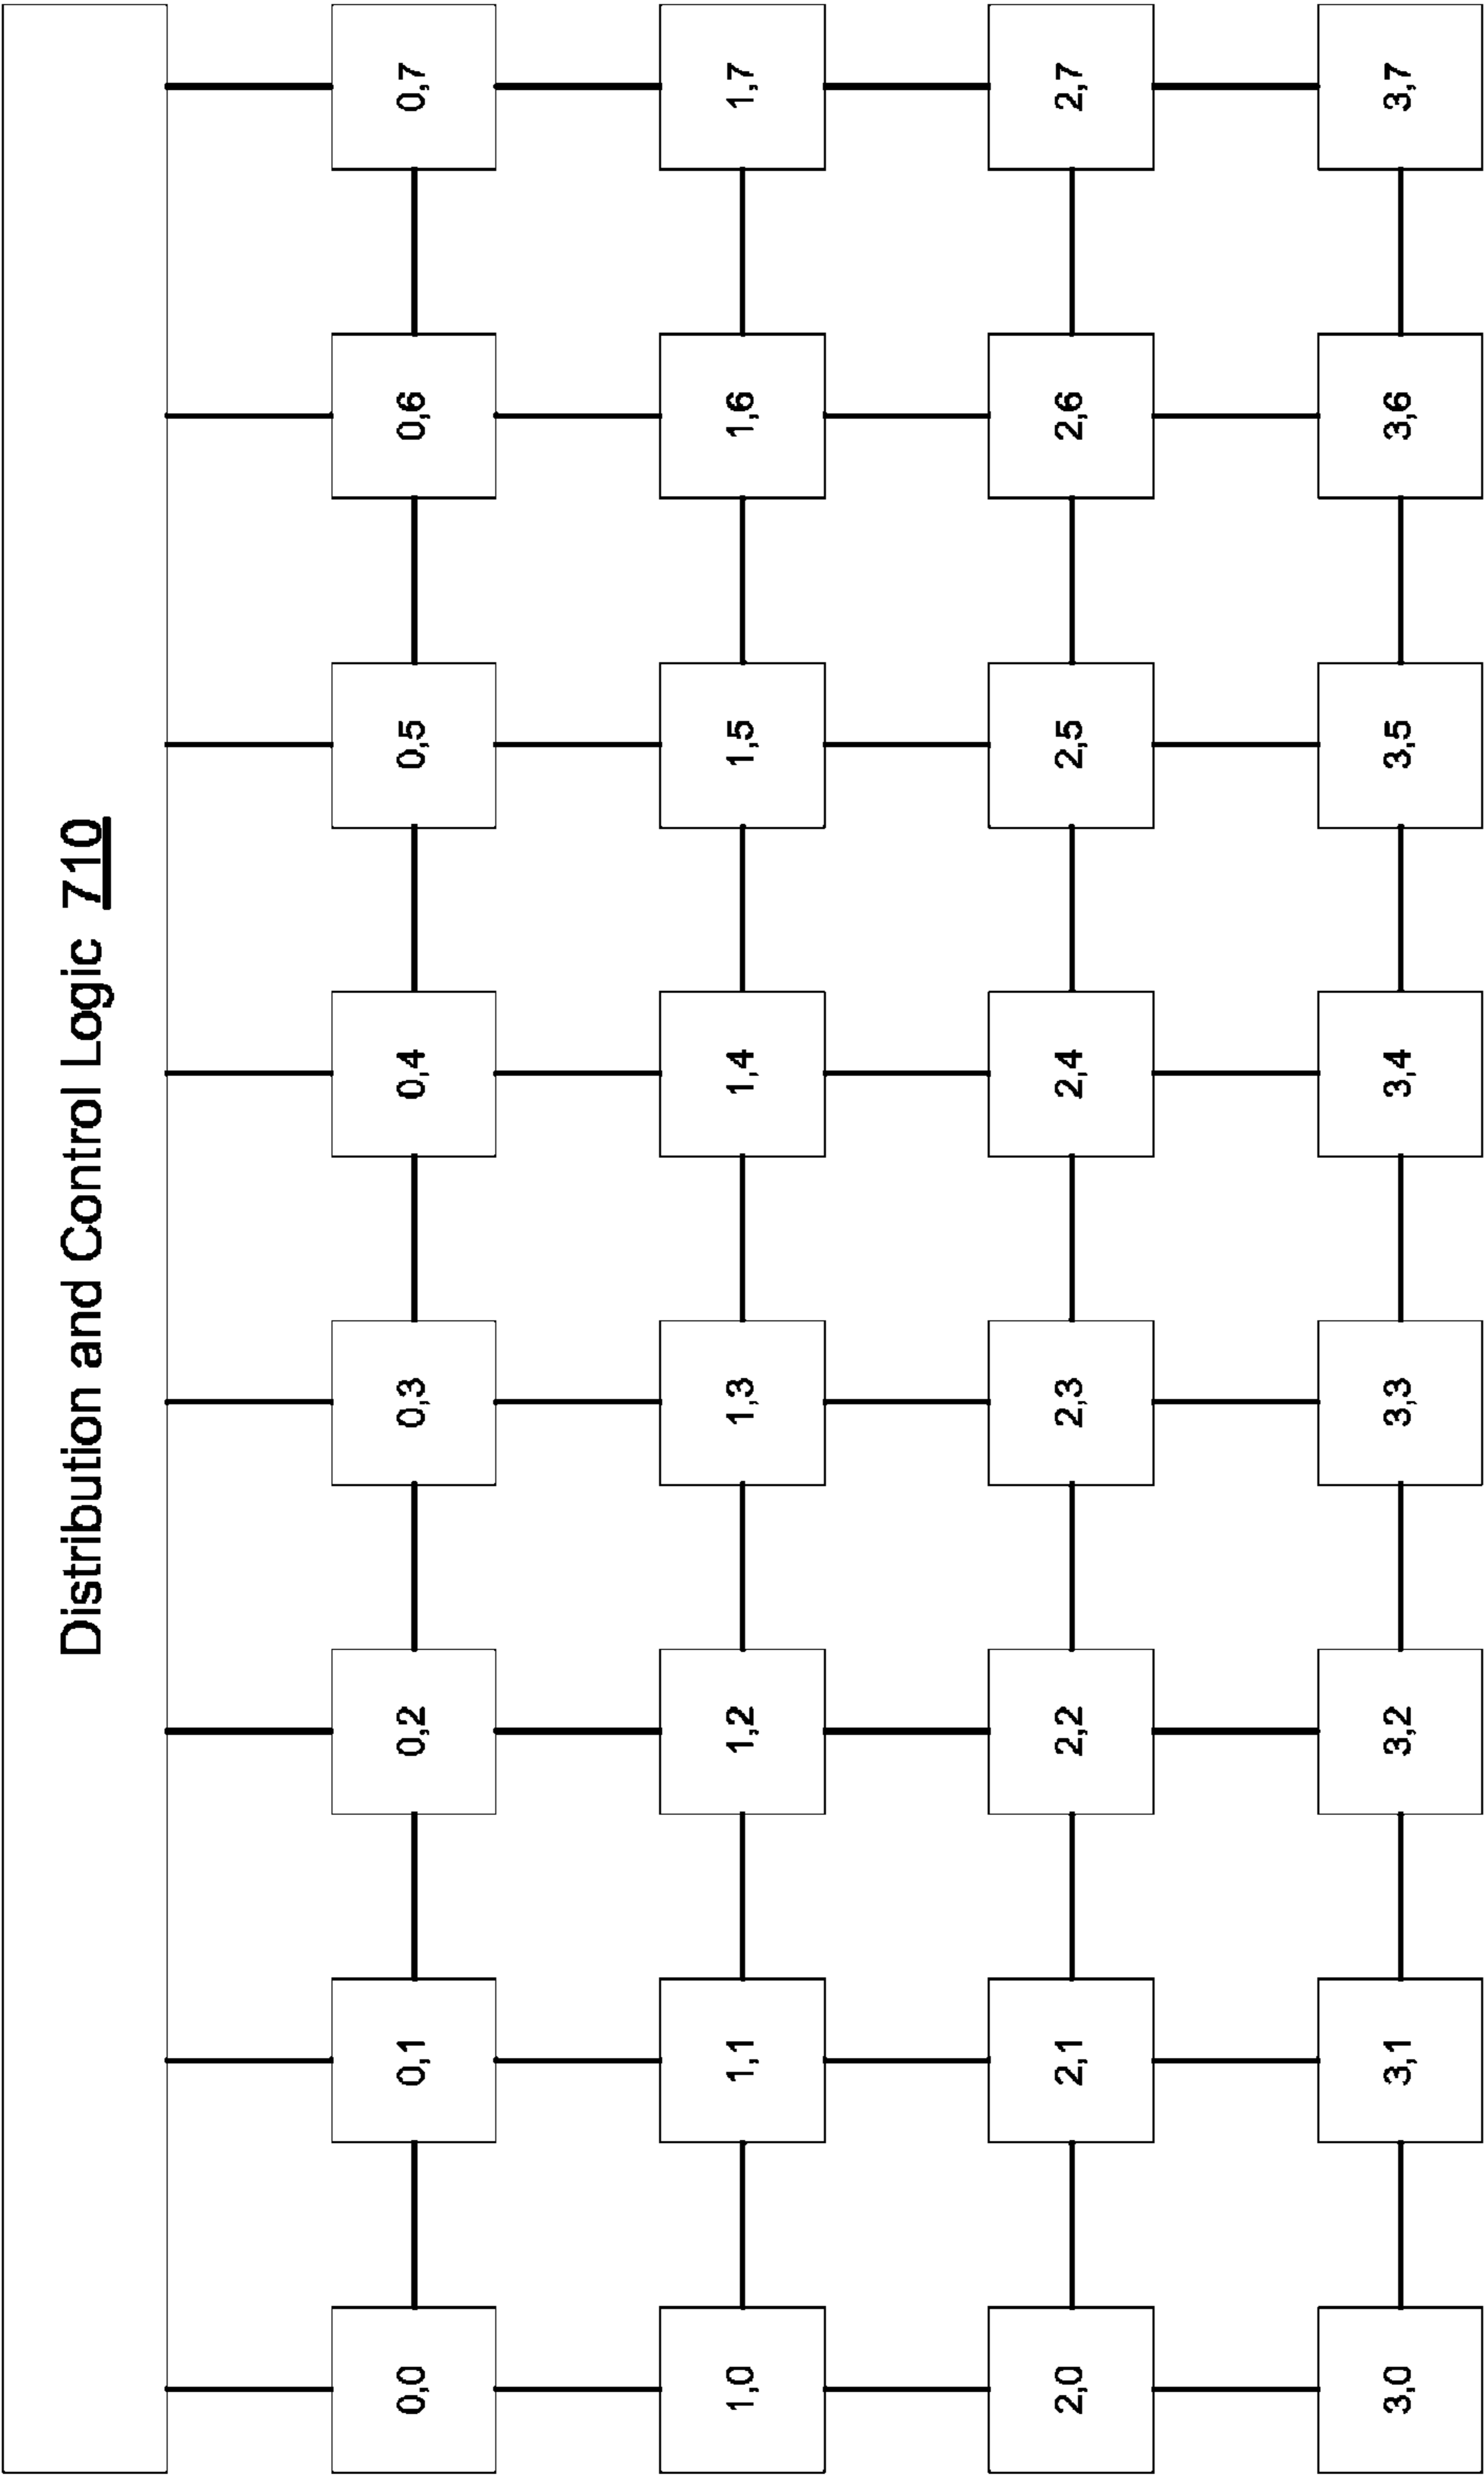 Distribution and Control Logic 710
0,0 0,1 0,2 0,3 0,4 0,5 0,6 0,7
1,0 1,1 1,2 1,3 1,4 1,5 1,6 1,7
2,0 2,1 2,2 2,3 2,4 2,5 2,6 2,7
3,0 3,1 3,2 3,3 3,4 3,5 3,6 3,7